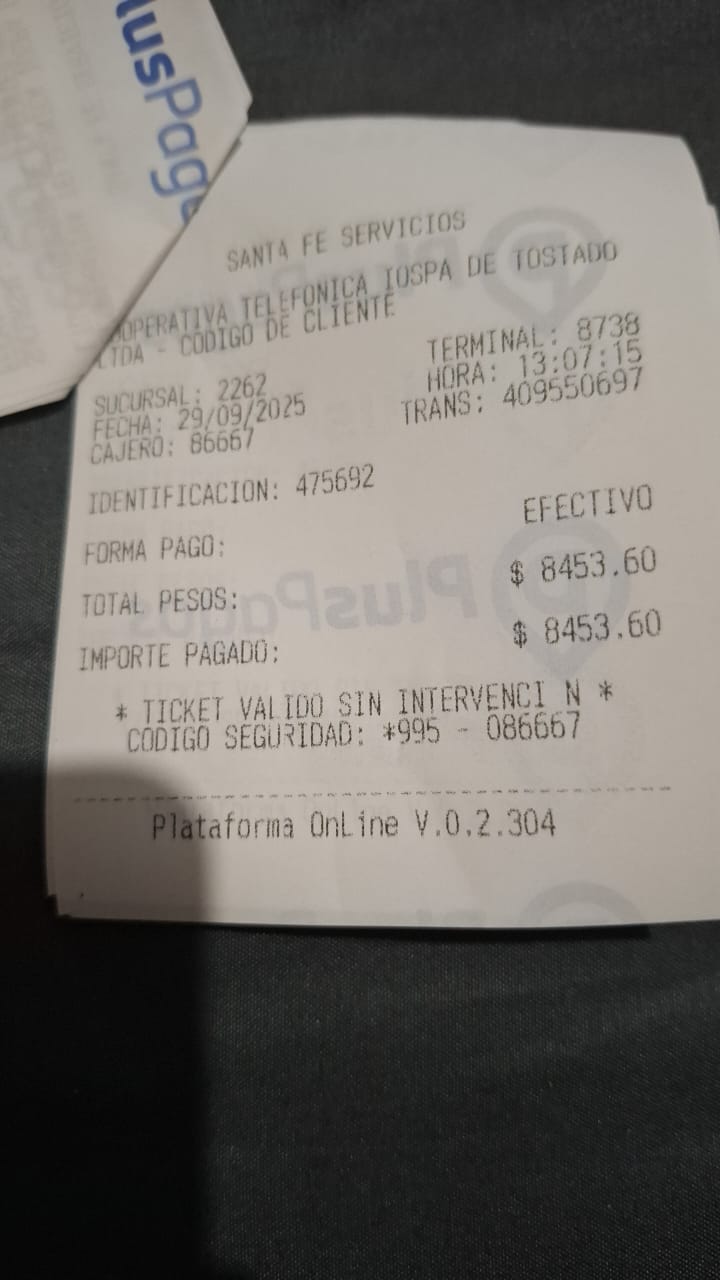 lusPag
SANTA FE SERVICIOS
OPERATIVA TELEFONICA IOSPA DE TOSTADO
LTDA - CODIGO DE CLIENTE
TERMINAL: 8738
SUCURSAL: 2262 HORA: 13:07:15
FECHA: 29/09/2025 TRANS: 409550697
CAJERO: 86667
IDENTIFICACION: 475692
EFECTIVO
FORMA PAGO:
$ 8453.60
TOTAL PESOS:
$ 8453.60
IMPORTE PAGADO:
* TICKET VALIDO SIN INTERVENCI N *
CODIGO SEGURIDAD: *995 - 086667
Plataforma OnLine V.0.2.304
PlusPagos